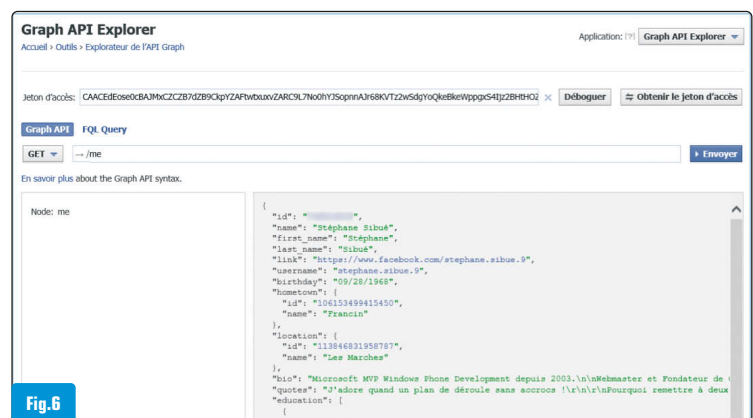 Graph API Explorer
Application: [?] Graph API Explorer
Accueil › Outils › Explorateur de l'API Graph
Jeton d'accès: × Déboguer Obtenir le jeton d'accès
Graph API FQL Query
GET → /me Envoyer
En savoir plus about the Graph API syntax.
Node: me
{
"id": " ",
"name": "Stéphane Sibué",
"first_name": "Stéphane",
"last_name": "Sibué",
"link": "https://www.facebook.com/stephane.sibue.9",
"username": "stephane.sibue.9",
"birthday": "09/28/1968",
"hometown": {
"id": "106153499415450",
"name": "Francin"
},
"location": {
"id": "113846831958787",
"name": "Les Marches"
},
"bio": "Microsoft MVP Windows Phone Development depuis 2003.\n\nWebmaster et Fondateur de
"quotes": "J'adore quand un plan de déroule sans accrocs !\r\n\r\nPourquoi remettre à deux
"education": [
{
Fig.6